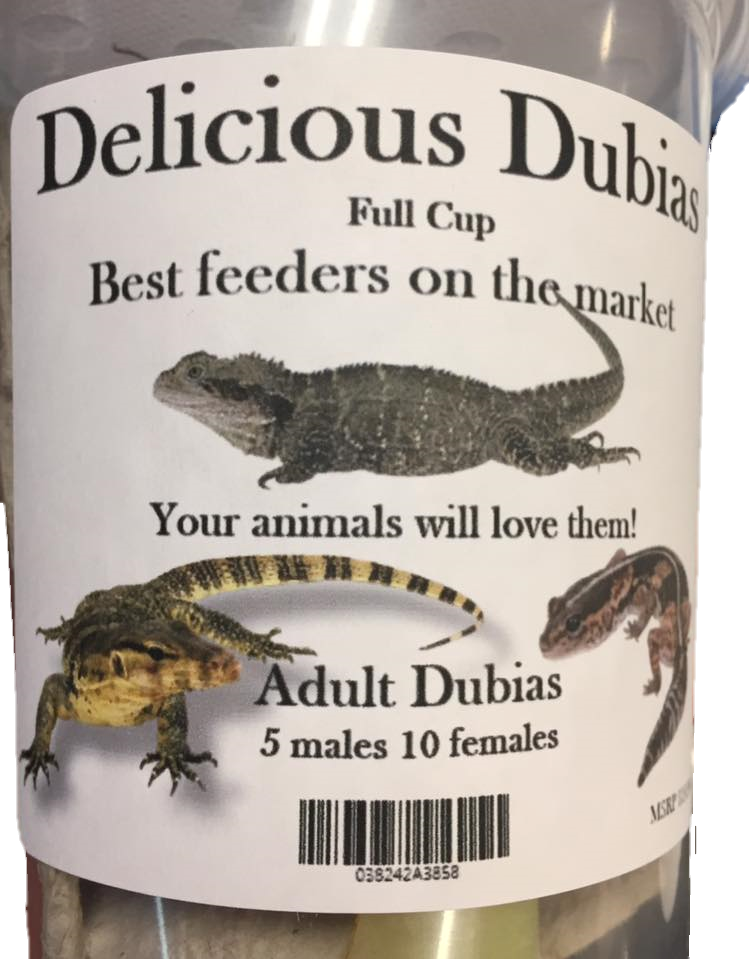 Delicious Dubias
Full Cup
Best feeders on the market
Your animals will love them!
Adult Dubias
5 males 10 females
038242A3858
MSRP